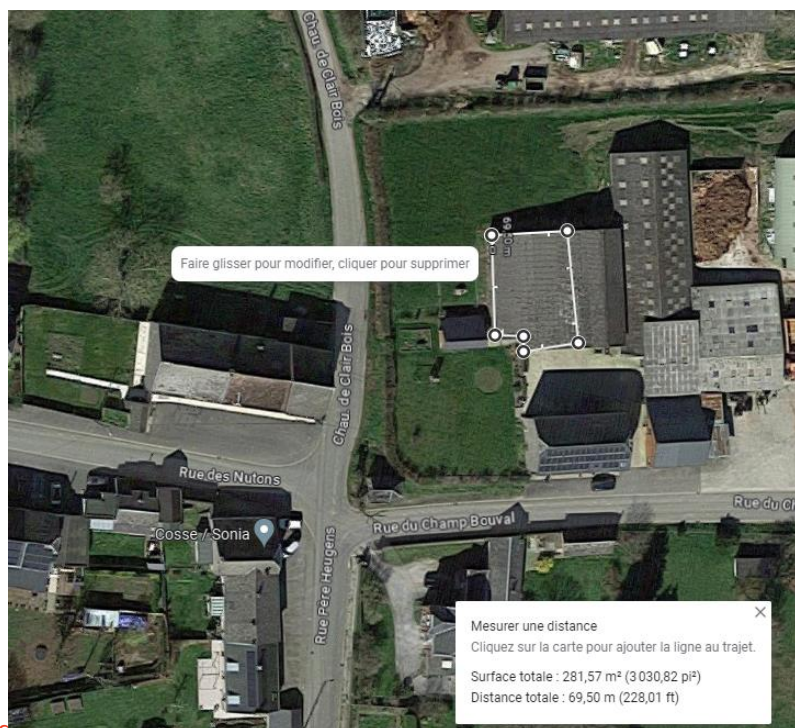 Chau. de Clair Bois
69,50 m
Faire glisser pour modifier, cliquer pour supprimer
Chau. de Clair Bois
Rue des Nutons
Cosse / Sonia
Rue du Champ Bouval
Rue du Ch
Rue Père Heugens
Mesurer une distance
Cliquez sur la carte pour ajouter la ligne au trajet.
Surface totale : 281,57 m² (3 030,82 pi²)
Distance totale : 69,50 m (228,01 ft)